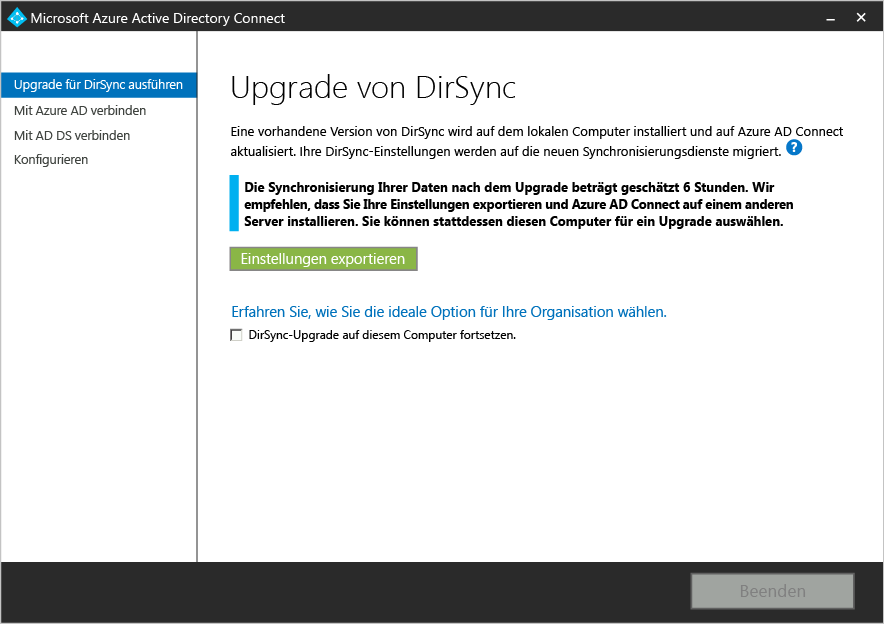 Microsoft Azure Active Directory Connect
Upgrade für DirSync ausführen
Mit Azure AD verbinden
Mit AD DS verbinden
Konfigurieren
Upgrade von DirSync
Eine vorhandene Version von DirSync wird auf dem lokalen Computer installiert und auf Azure AD Connect
aktualisiert. Ihre DirSync-Einstellungen werden auf die neuen Synchronisierungsdienste migriert. ?
Die Synchronisierung Ihrer Daten nach dem Upgrade beträgt geschätzt 6 Stunden. Wir
empfehlen, dass Sie Ihre Einstellungen exportieren und Azure AD Connect auf einem anderen
Server installieren. Sie können stattdessen diesen Computer für ein Upgrade auswählen.
Einstellungen exportieren
Erfahren Sie, wie Sie die ideale Option für Ihre Organisation wählen.
DirSync-Upgrade auf diesem Computer fortsetzen.
Beenden